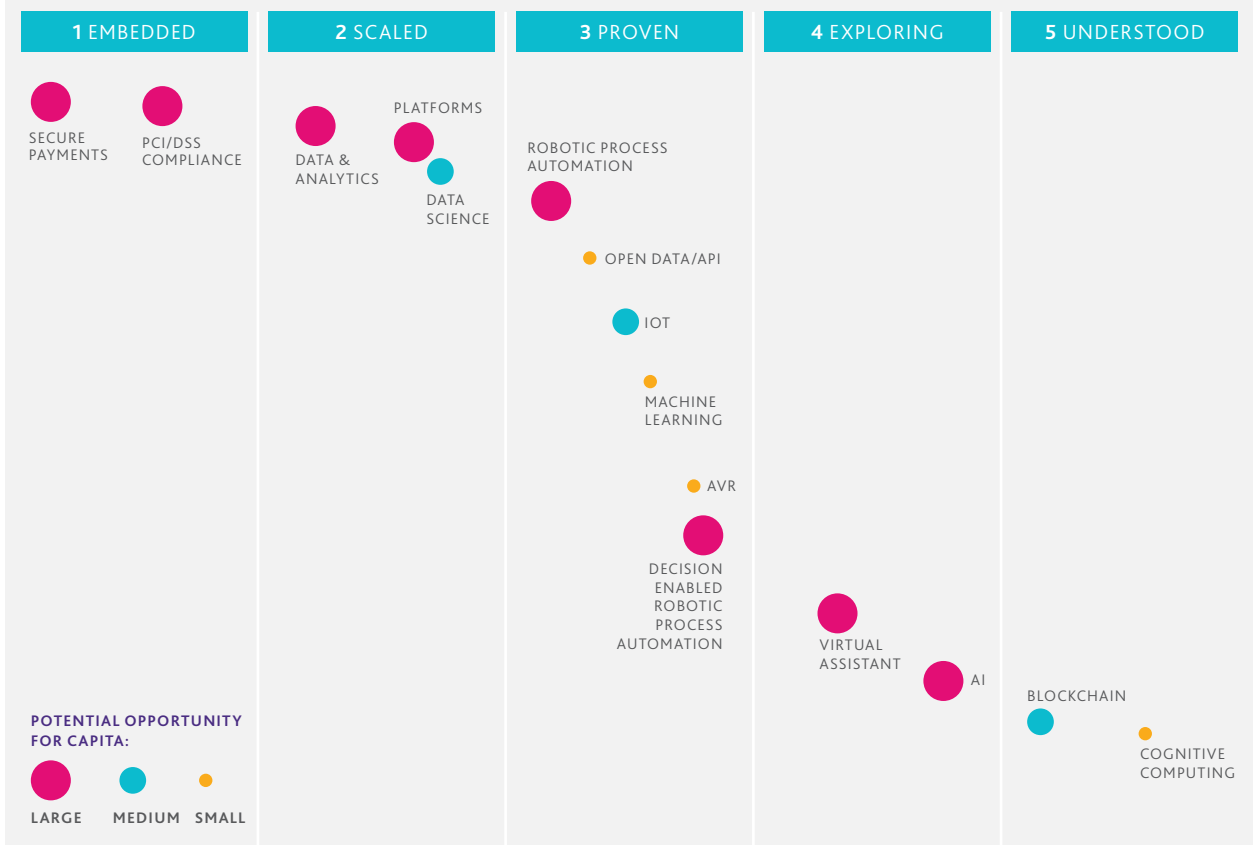 1 EMBEDDED
2 SCALED
3 PROVEN
4 EXPLORING
5 UNDERSTOOD
SECURE
PAYMENTS
PCI/DSS
COMPLIANCE
DATA &
ANALYTICS
PLATFORMS
DATA
SCIENCE
ROBOTIC PROCESS
AUTOMATION
OPEN DATA/API
IOT
MACHINE
LEARNING
AVR
DECISION
ENABLED
ROBOTIC
PROCESS
AUTOMATION
VIRTUAL
ASSISTANT
AI
BLOCKCHAIN
COGNITIVE
COMPUTING
POTENTIAL OPPORTUNITY
FOR CAPITA:
LARGE
MEDIUM
SMALL